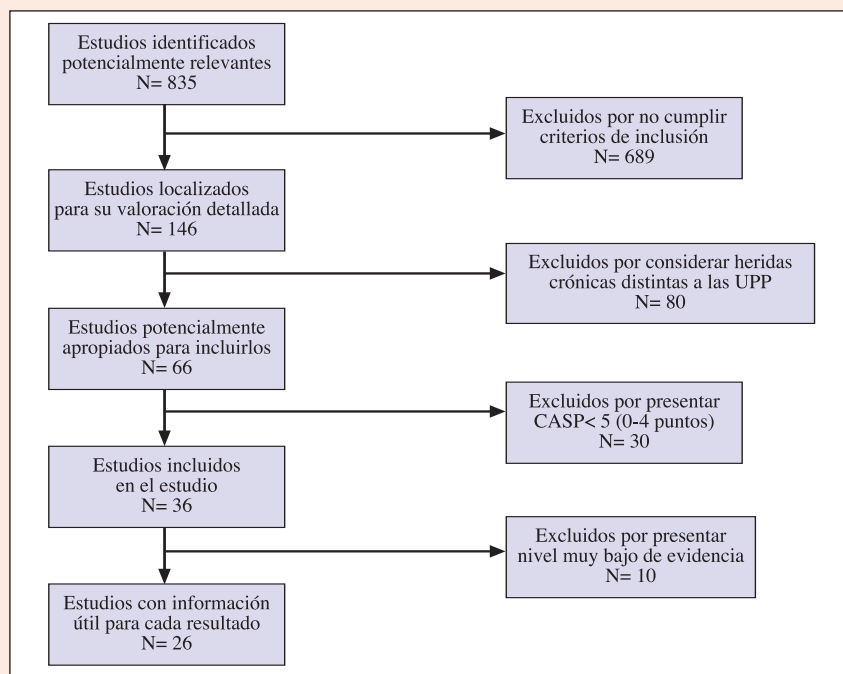 Estudios identificados
potencialmente relevantes
N= 835
Excluidos por no cumplir
criterios de inclusión
N= 689
Estudios localizados
para su valoración detallada
N= 146
Excluidos por considerar heridas
crónicas distintas a las UPP
N= 80
Estudios potencialmente
apropiados para incluirlos
N= 66
Excluidos por presentar
CASP< 5 (0-4 puntos)
N= 30
Estudios incluidos
en el estudio
N= 36
Excluidos por presentar
nivel muy bajo de evidencia
N= 10
Estudios con información
útil para cada resultado
N= 26